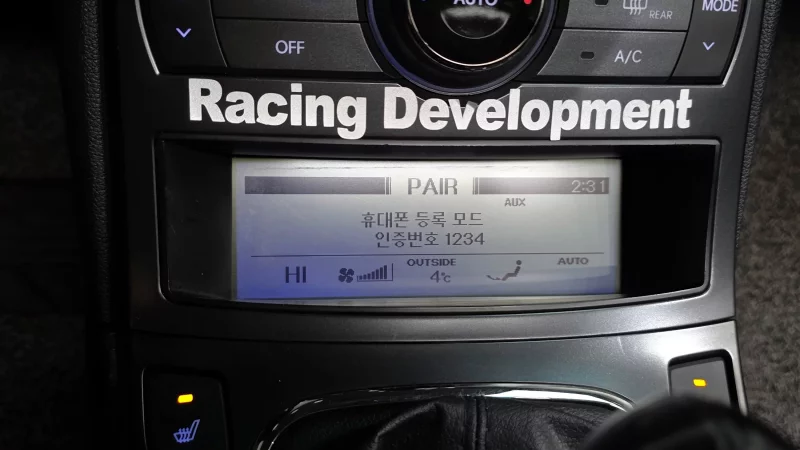 AUTO
REAR
MODE
OFF
A/C
Racing Development
PAIR
2:31
AUX
휴대폰 등록 모드
인증번호 1234
HI
OUTSIDE
4℃
AUTO